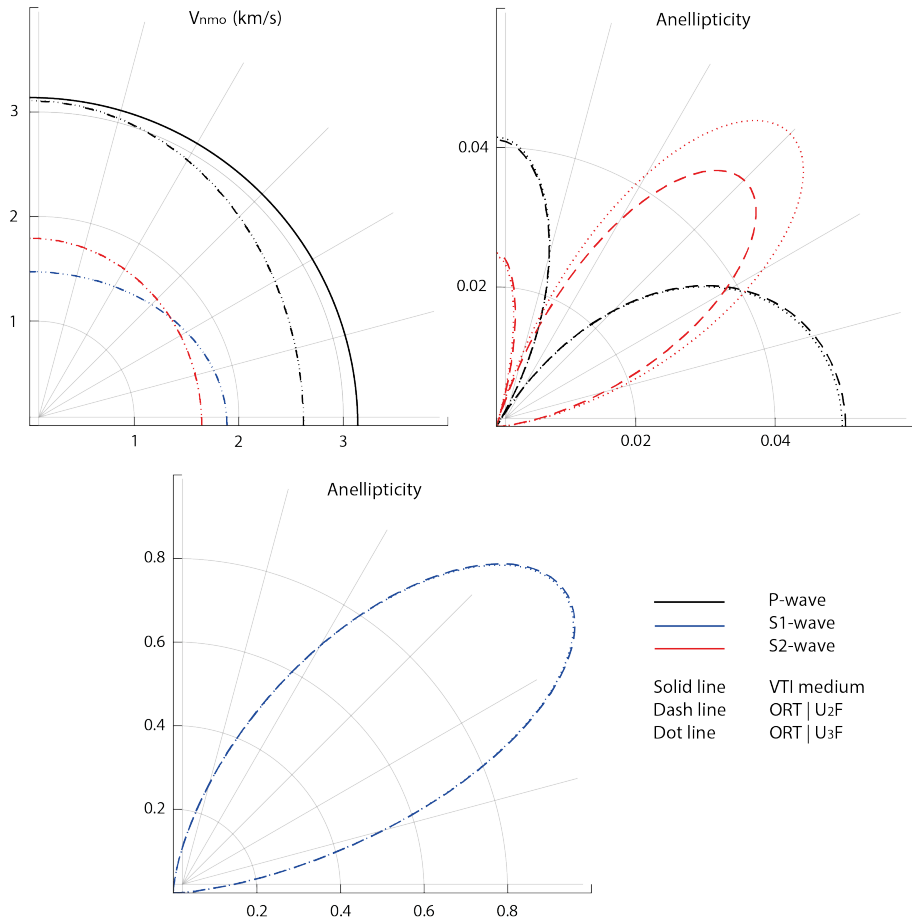 Vnmo (km/s)
3
2
1
1 2 3
Anellipticity
0.04
0.02
0.02 0.04
Anellipticity
0.8
0.6
0.4
0.2
0.2 0.4 0.6 0.8
P-wave
S1-wave
S2-wave
Solid line VTI medium
Dash line ORT | U2F
Dot line ORT | U3F